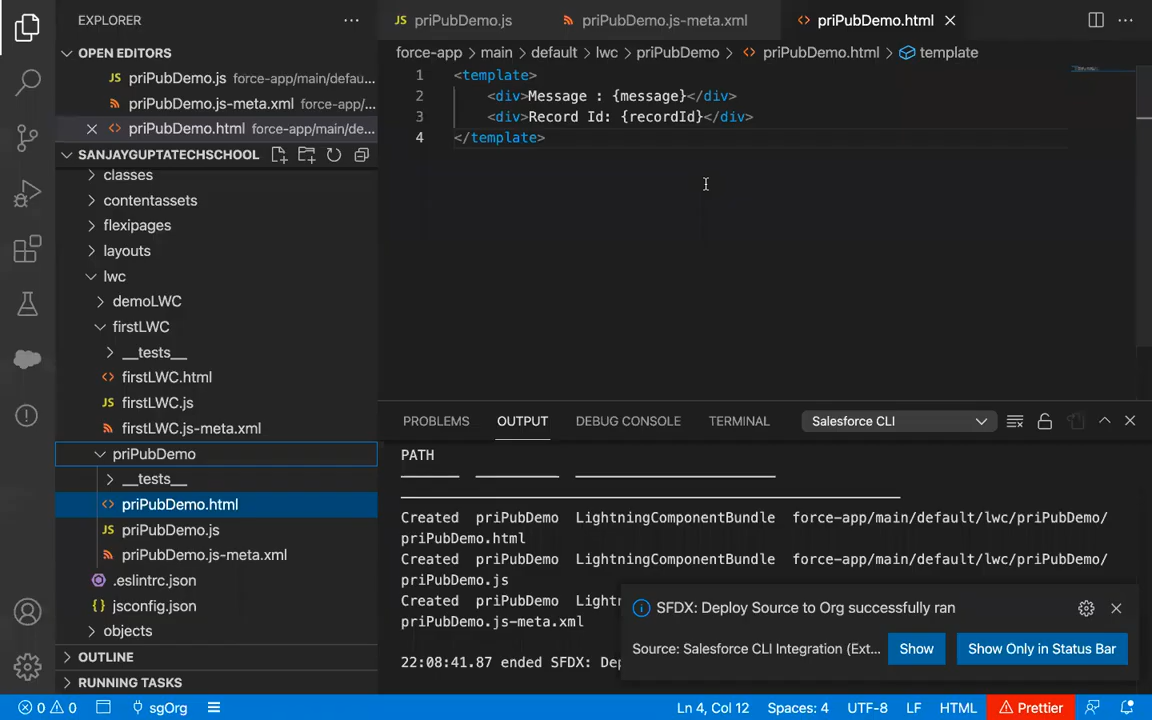 EXPLORER
OPEN EDITORS
JS priPubDemo.js force-app/main/defau...
priPubDemo.js-meta.xml force-app/...
priPubDemo.html force-app/main/de...
SANJAYGUPTATECHSCHOOL
classes
contentassets
flexipages
layouts
lwc
demoLWC
firstLWC
__tests__
firstLWC.html
JS firstLWC.js
firstLWC.js-meta.xml
priPubDemo
__tests__
priPubDemo.html
JS priPubDemo.js
priPubDemo.js-meta.xml
.eslintrc.json
{} jsconfig.json
objects
OUTLINE
RUNNING TASKS
JS priPubDemo.js
priPubDemo.js-meta.xml
priPubDemo.html
force-app > main > default > lwc > priPubDemo > priPubDemo.html > template
1 <template>
2 <div>Message : {message}</div>
3 <div>Record Id: {recordId}</div>
4 </template>
PROBLEMS OUTPUT DEBUG CONSOLE TERMINAL Salesforce CLI
PATH
Created priPubDemo LightningComponentBundle force-app/main/default/lwc/priPubDemo/
priPubDemo.html
Created priPubDemo LightningComponentBundle force-app/main/default/lwc/priPubDemo/
priPubDemo.js
Created priPubDemo Lightn
priPubDemo.js-meta.xml
22:08:41.87 ended SFDX: De
SFDX: Deploy Source to Org successfully ran
Source: Salesforce CLI Integration (Ext...
Show
Show Only in Status Bar
0 0 sgOrg
Ln 4, Col 12 Spaces: 4 UTF-8 LF HTML Prettier